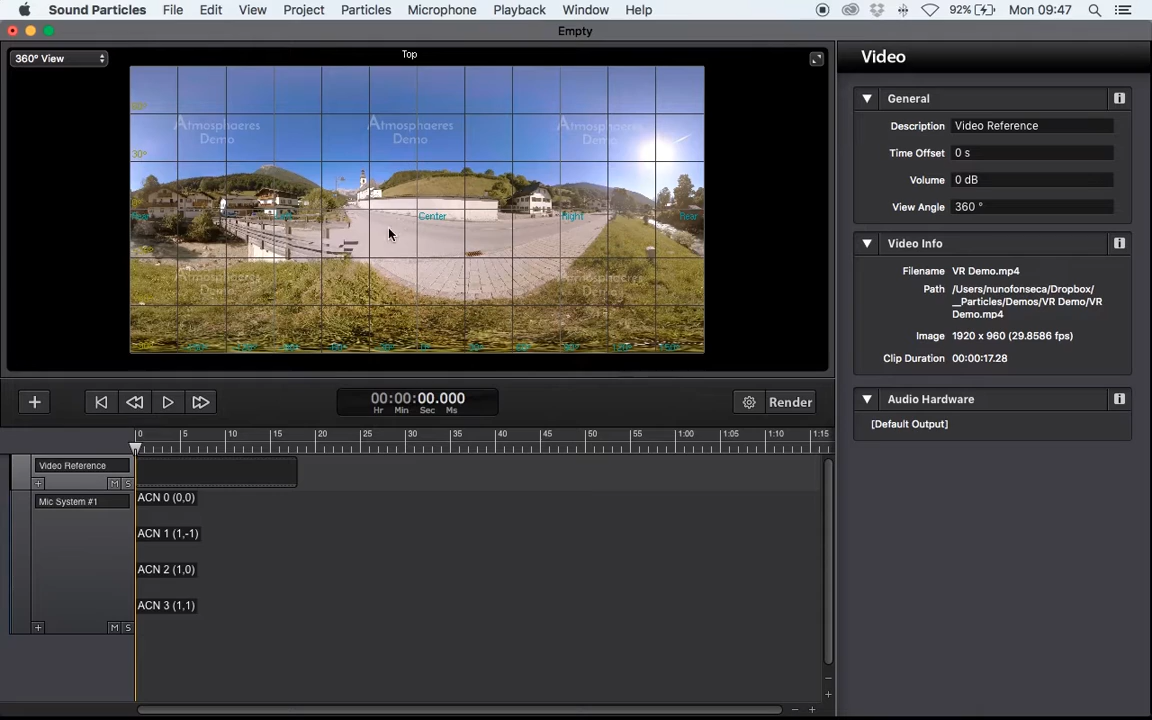 Sound Particles File Edit View Project Particles Microphone Playback Window Help 92% Mon 09:47
Empty
360° View
Top
Video
Atmosphaeres Demo Atmosphaeres Demo Atmosphaeres Demo
30°
Center Right Rear
General
Description Video Reference
Time Offset 0 s
Volume 0 dB
View Angle 360 °
Video Info
Filename VR Demo.mp4
Path /Users/nunofonseca/Dropbox/
__Particles/Demos/VR Demo/VR
Demo.mp4
Image 1920 x 960 (29.8586 fps)
Clip Duration 00:00:17.28
Audio Hardware
[Default Output]
00:00:00.000
Hr Min Sec Ms
Render
0 5 10 15 20 25 30 35 40 45 50 55 1:00 1:05 1:10 1:15
Video Reference
M S
Mic System #1
ACN 0 (0,0)
ACN 1 (1,-1)
ACN 2 (1,0)
ACN 3 (1,1)
M S